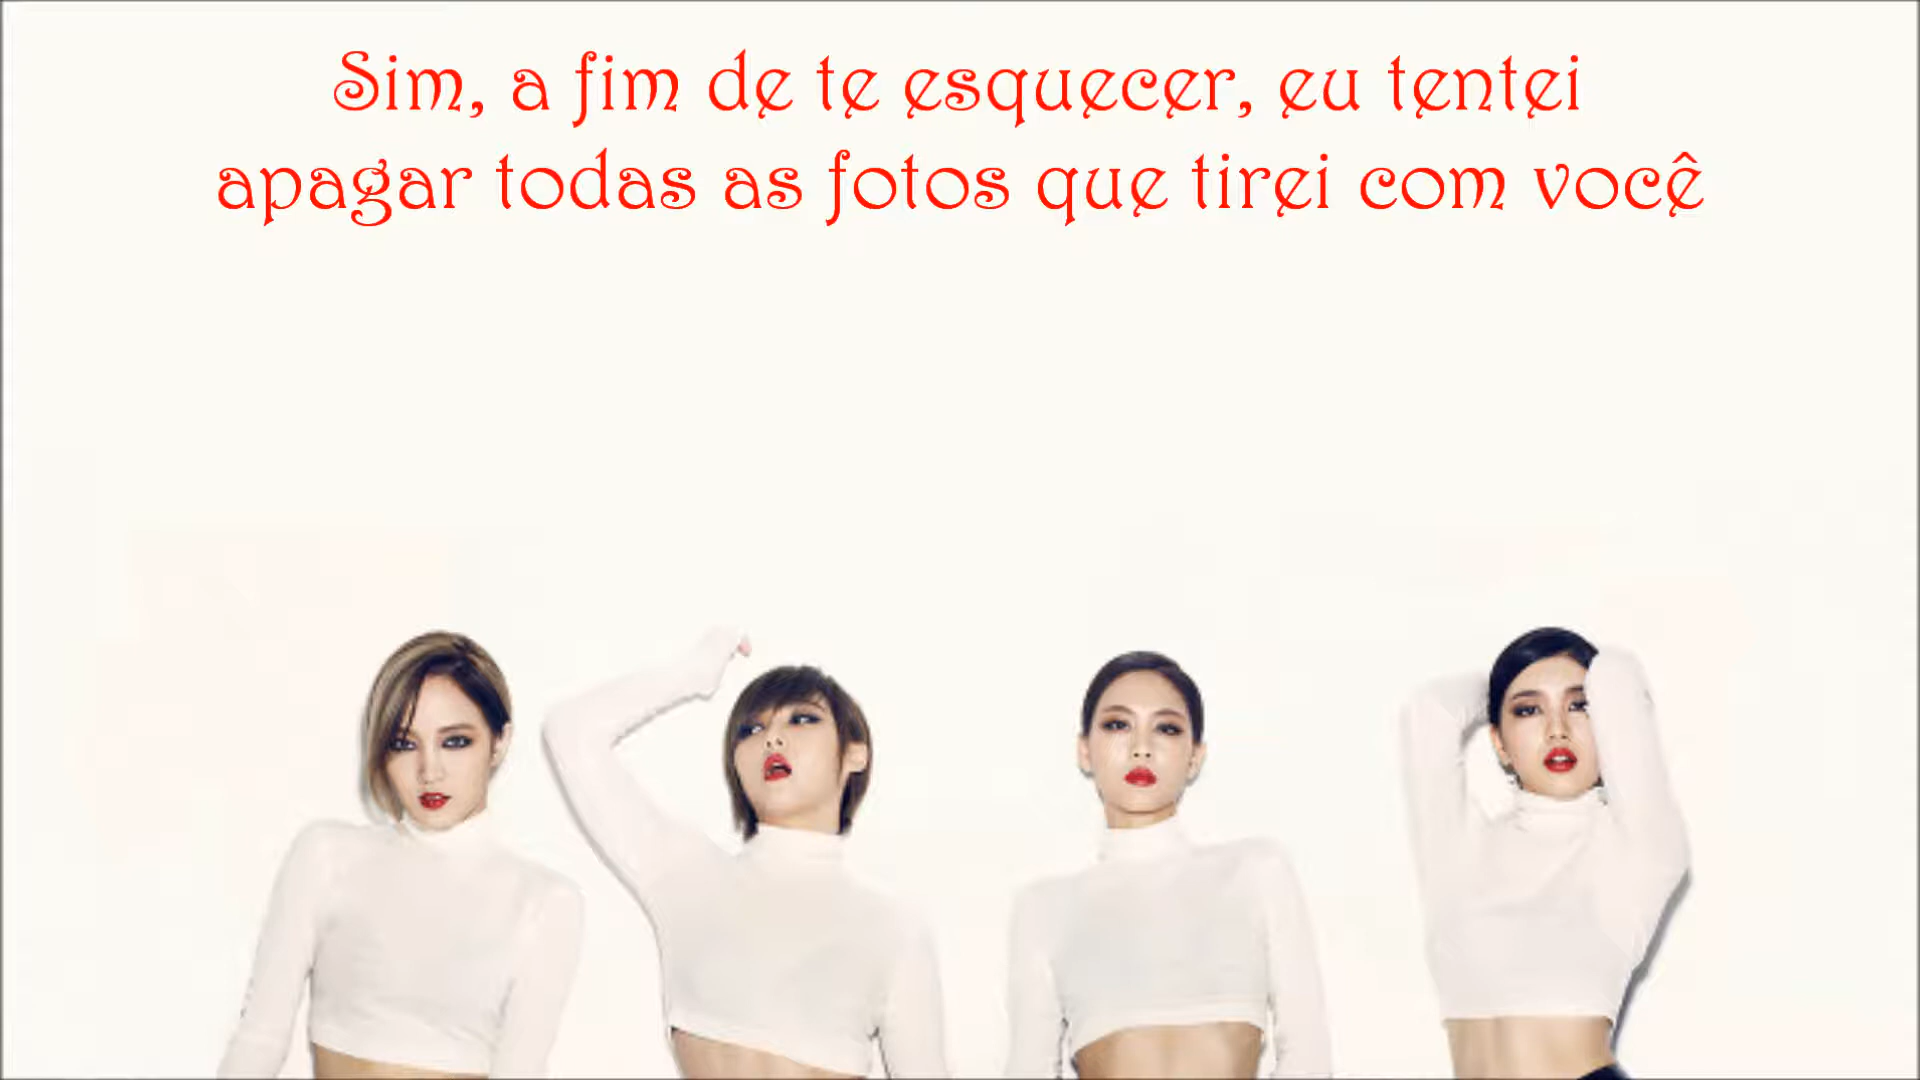 Sim, a fim de te esquecer, eu tentei
apagar todas as fotos que tirei com você